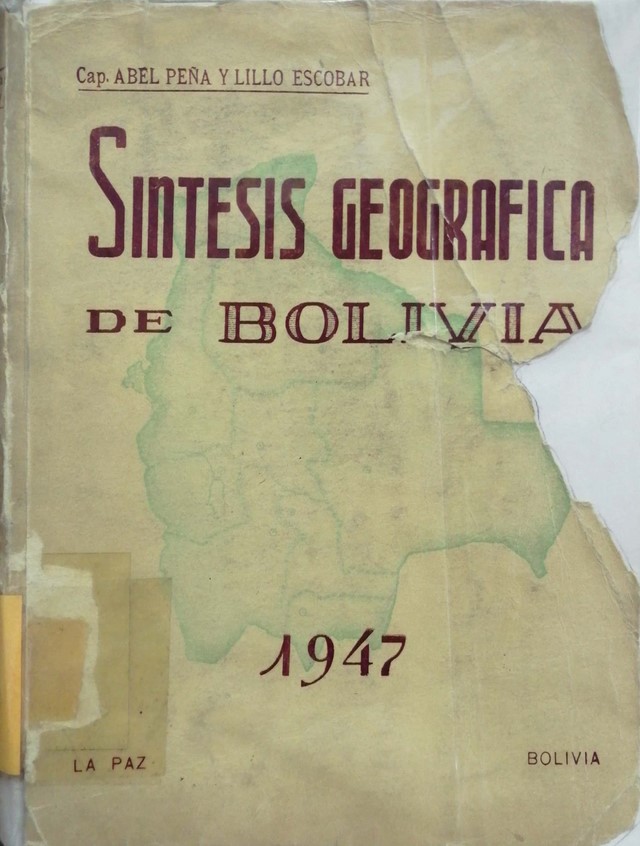 Cap. ABEL PEÑA Y LILLO ESCOBAR
SINTESIS GEOGRAFICA
DE BOLIVIA
1947
LA PAZ
BOLIVIA